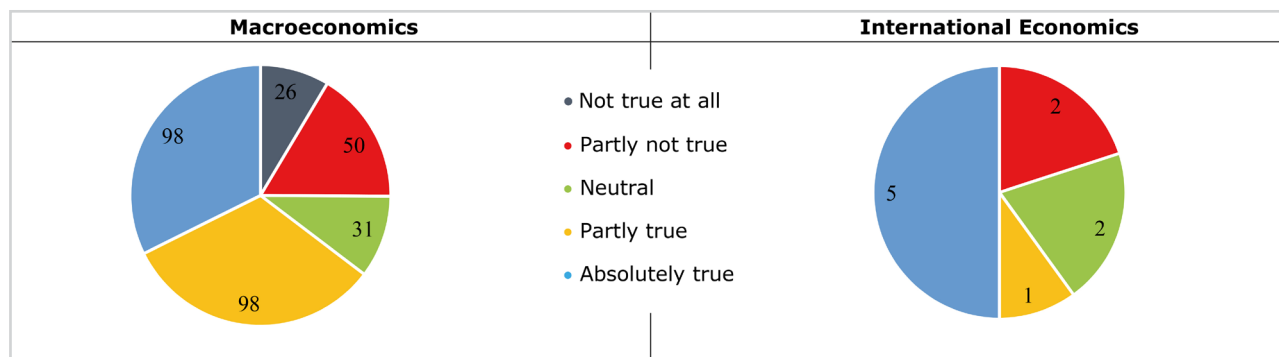 Macroeconomics
International Economics
26
50
31
98
98
Not true at all
Partly not true
Neutral
Partly true
Absolutely true
2
2
1
5